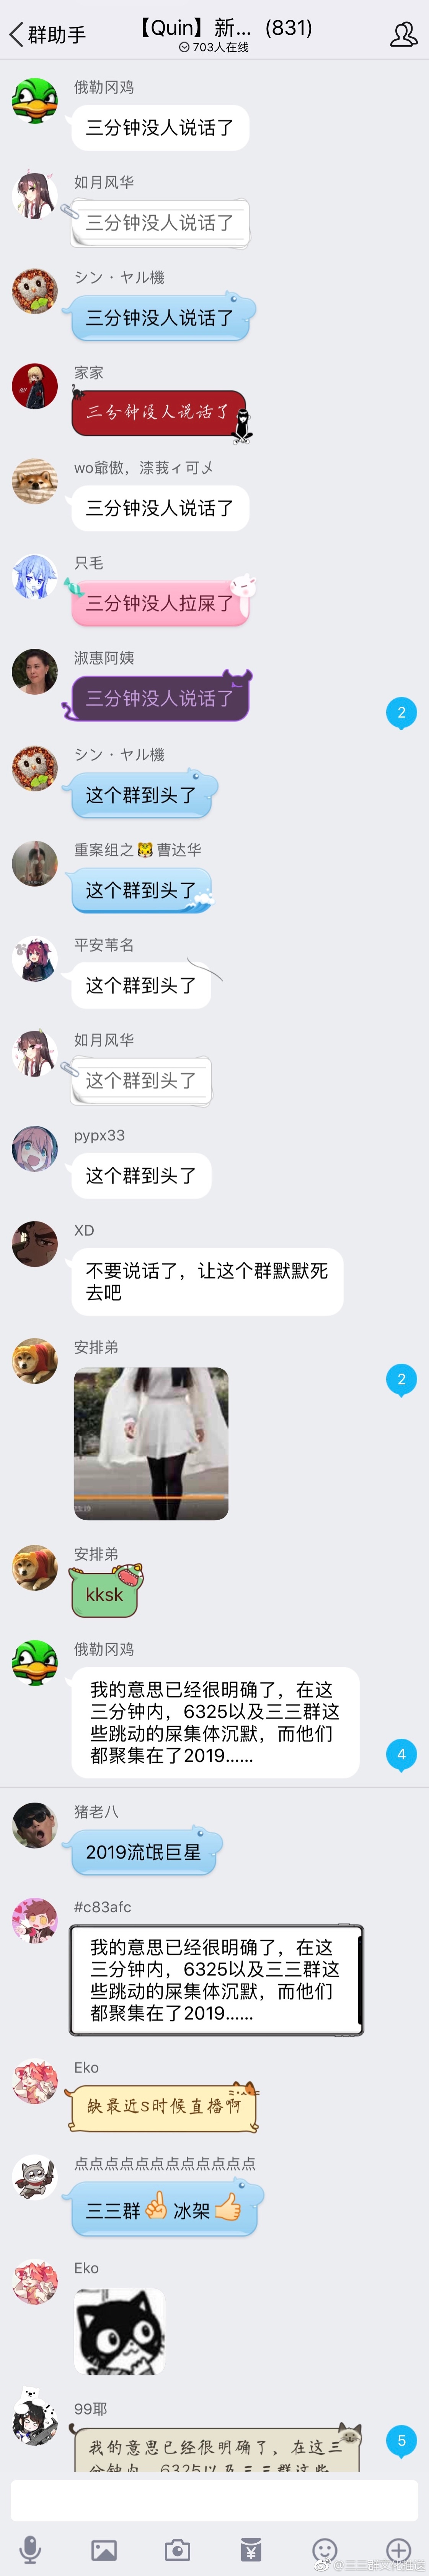 群助手
【Quin】新... (831)
703人在线
俄勒冈鸡
三分钟没人说话了
如月风华
三分钟没人说话了
シン・ヤル機
三分钟没人说话了
家家
三分钟没人说话了
三分钟没人说话了
只毛
三分钟没人拉屎了
淑惠阿姨
三分钟没人说话了
2
シン・ヤル機
这个群到头了
重案组之🐯曹达华
这个群到头了
平安苇名
这个群到头了
如月风华
这个群到头了
pypx33
这个群到头了
XD
不要说话了，让这个群默默死
去吧
安排弟
2
安排弟
kksk
俄勒冈鸡
我的意思已经很明确了，在这
三分钟内，6325以及三三群这
些跳动的屎集体沉默，而他们
都聚集在了2019......
4
猪老八
2019流氓巨星
#c83afc
我的意思已经很明确了，在这
三分钟内，6325以及三三群这
些跳动的屎集体沉默，而他们
都聚集在了2019......
Eko
缺最近S时候直播啊
点点点点点点点点点点点点
三三群☝冰架👍
Eko
99耶
我的意思已经很明确了，在这三
分钟内，6325以及三三群这些
5